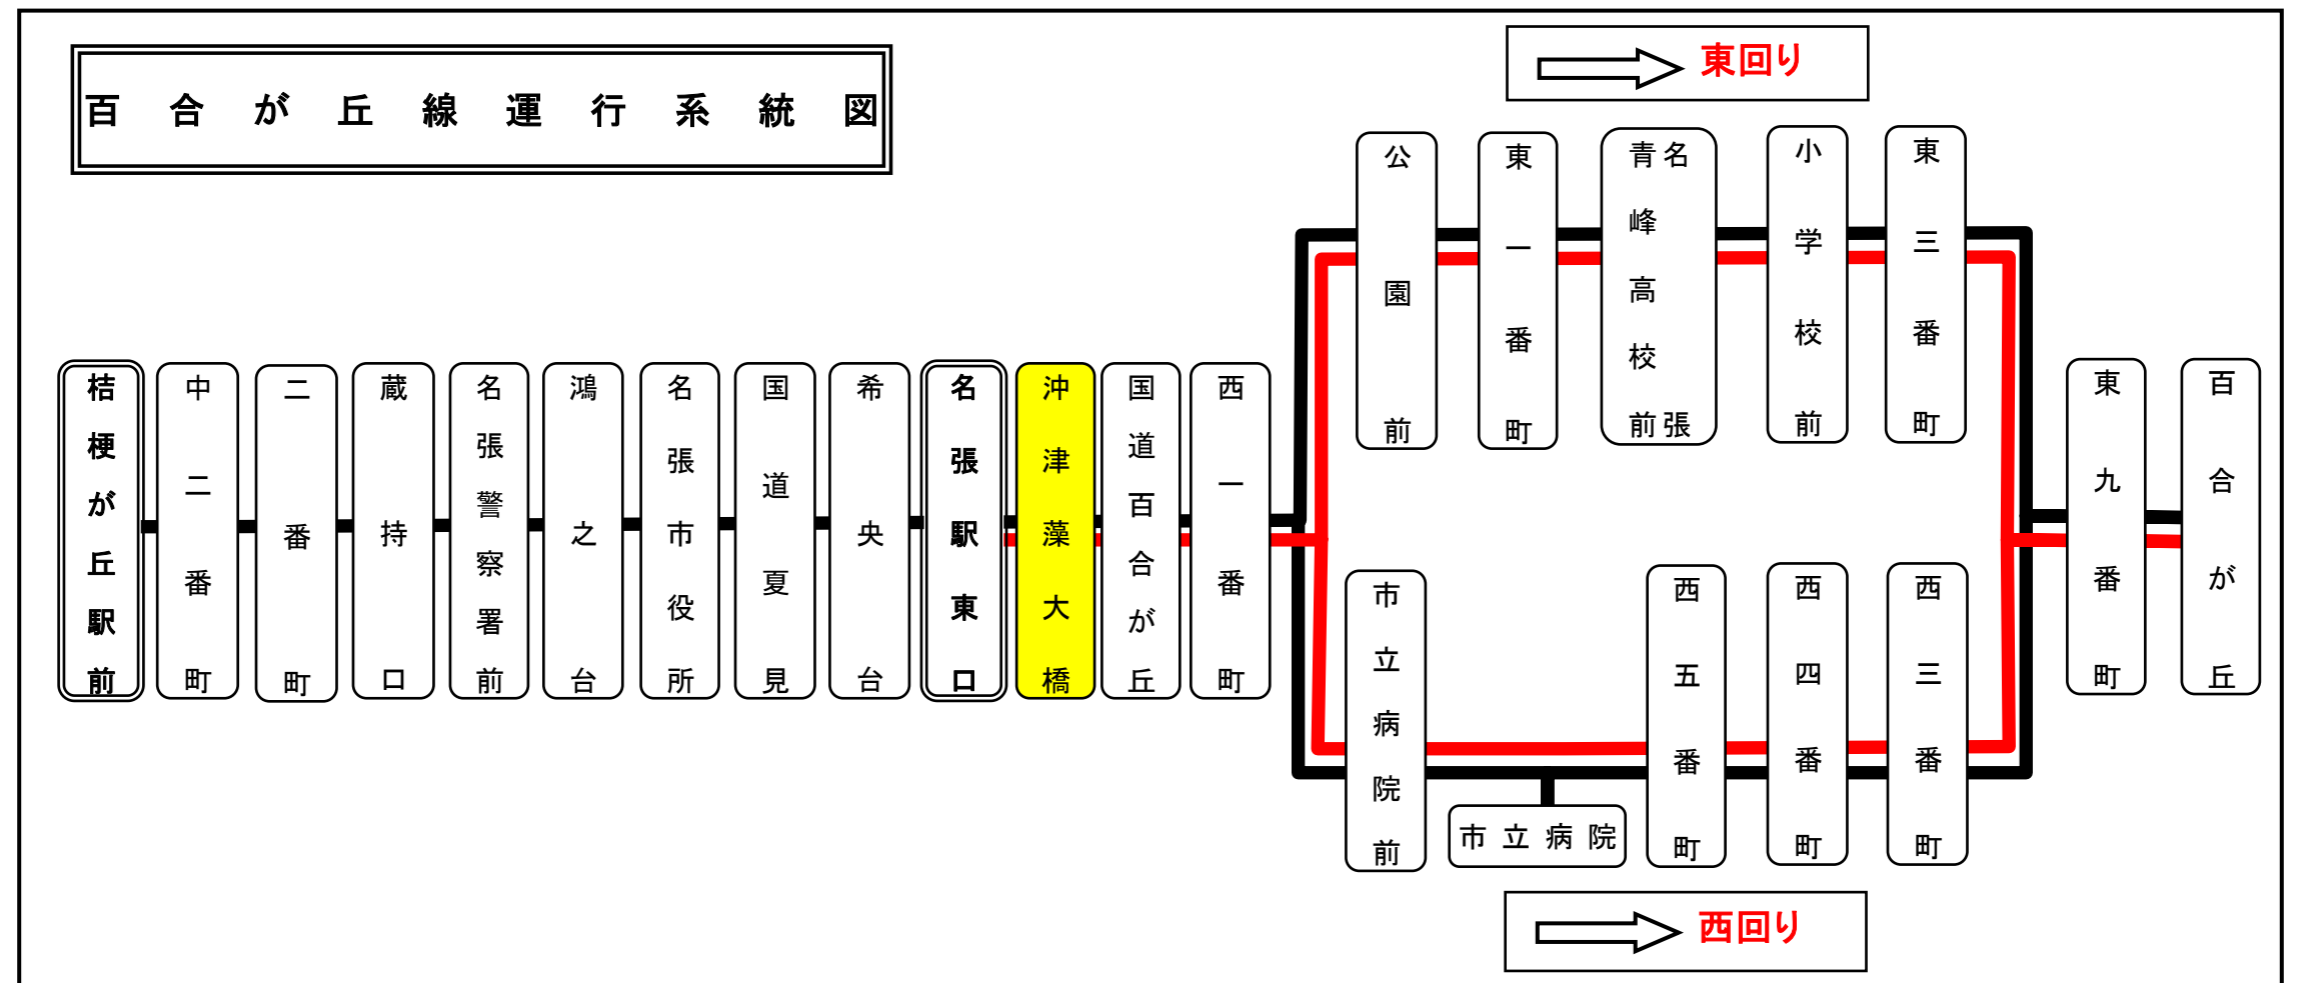 百合が丘線運行系統図
東回り
公園前
東一番町
名張
青峰高校前
小学校前
東三番町
桔梗が丘駅前
中二番町
二番町
蔵持口
名張警察署前
鴻之台
名張市役所
国道夏見
希央台
名張駅東口
沖津藻大橋
国道百合が丘
西一番町
東九番町
百合が丘
市立病院前
市立病院
西五番町
西四番町
西三番町
西回り